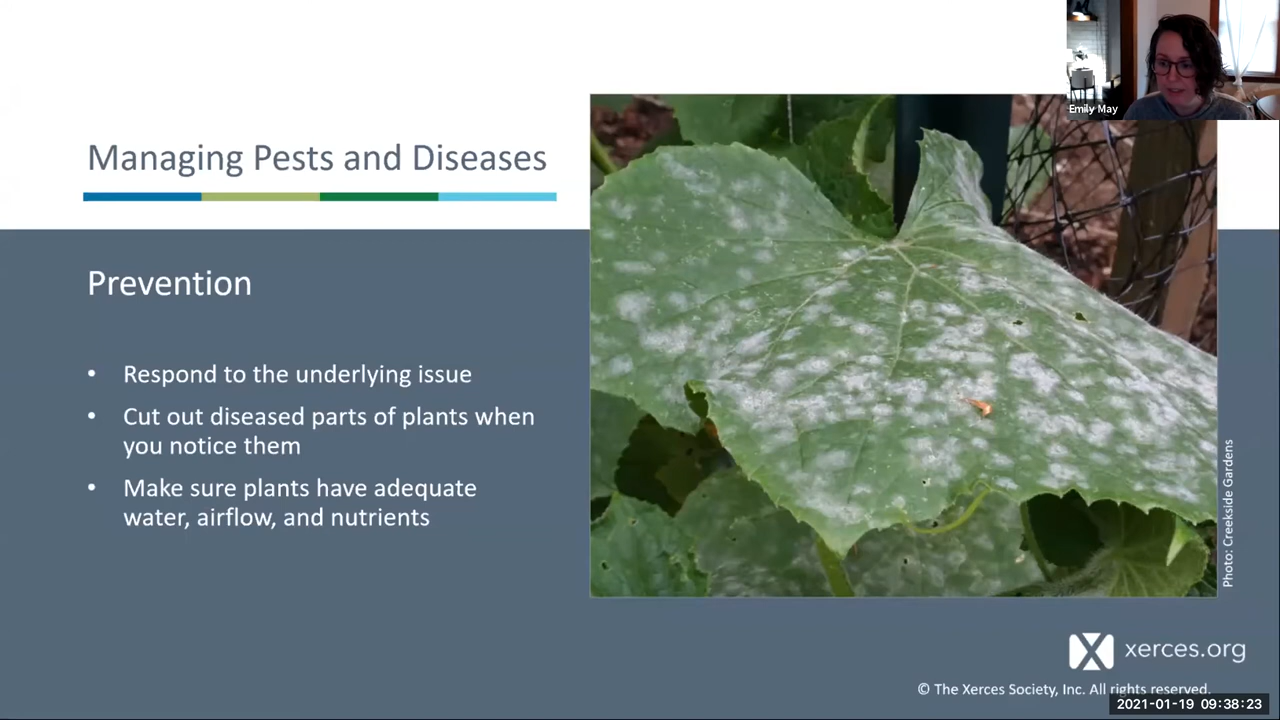 Emily May
Managing Pests and Diseases
Prevention
• Respond to the underlying issue
• Cut out diseased parts of plants when
you notice them
• Make sure plants have adequate
water, airflow, and nutrients
Photo: Creekside Gardens
xerces.org
© The Xerces Society, Inc. All rights reserved.
2021-01-19 09:38:23